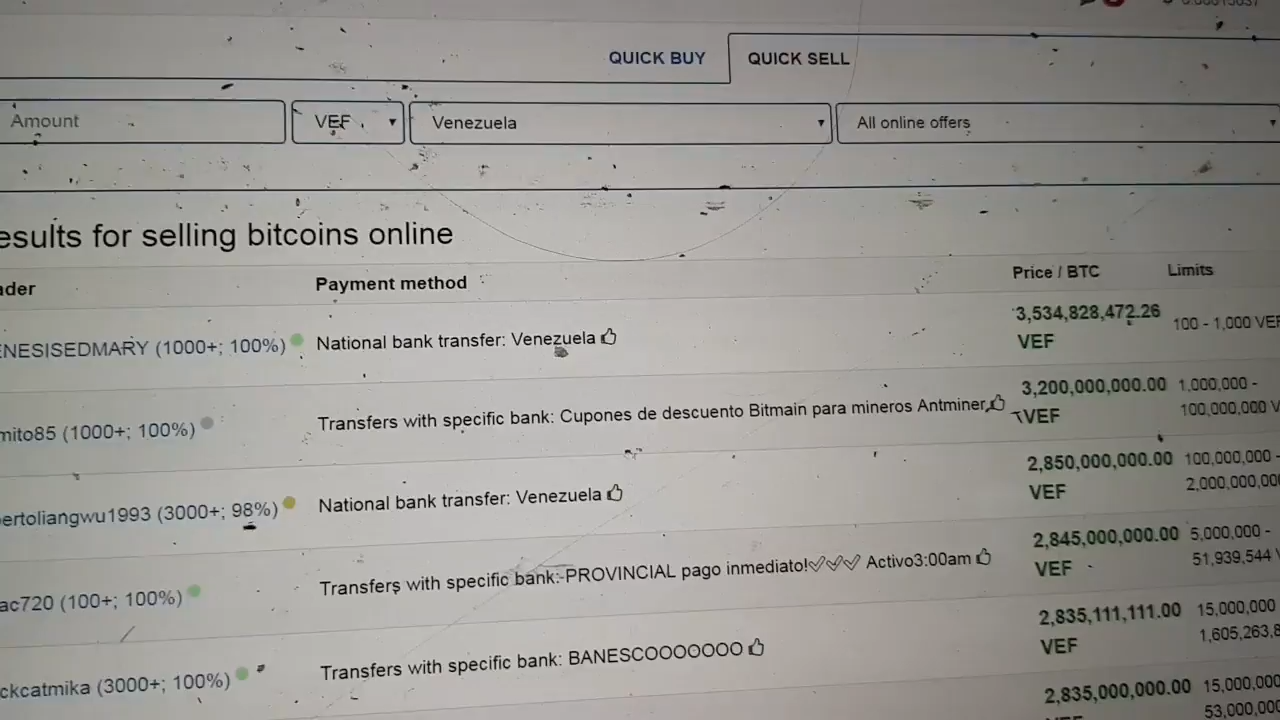 QUICK BUY QUICK SELL
Amount VEF Venezuela All online offers
esults for selling bitcoins online
ader Payment method Price / BTC Limits
ENESISEDMARY (1000+; 100%) National bank transfer: Venezuela 3,534,828,472.26 VEF 100 - 1,000 VEF
mito85 (1000+; 100%) Transfers with specific bank: Cupones de descuento Bitmain para mineros Antminer 3,200,000,000.00 1,000,000 -
VEF 100,000,000 V
ertoliangwu1993 (3000+; 98%) National bank transfer: Venezuela 2,850,000,000.00 100,000,000 -
VEF 2,000,000,00
ac720 (100+; 100%) Transfers with specific bank: PROVINCIAL pago inmediato!✓✓✓ Activo3:00am 2,845,000,000.00 5,000,000 -
VEF 51,939,544 V
ckcatmika (3000+; 100%) Transfers with specific bank: BANESCOOOOOOO 2,835,111,111.00 15,000,000
VEF 1,605,263,8
2,835,000,000.00 15,000,000
53,000,000